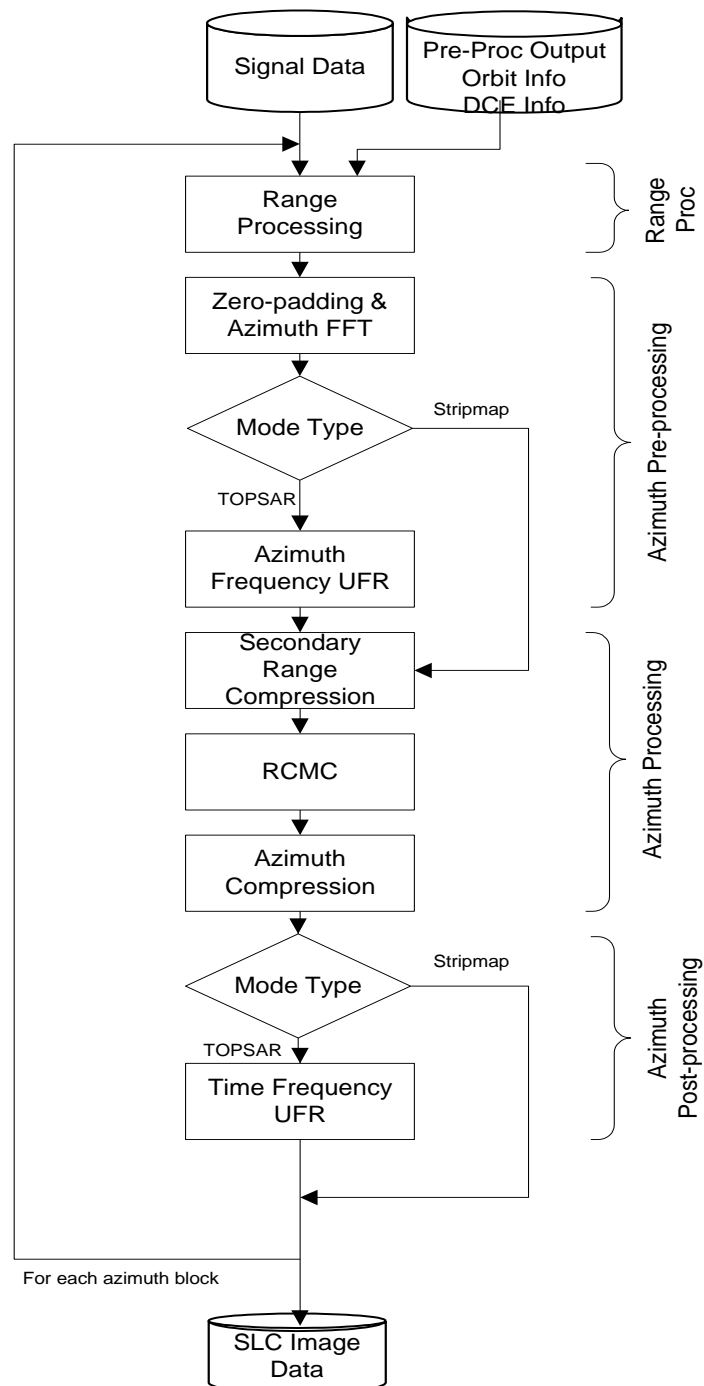 Signal Data
Pre-Proc Output
Orbit Info
DCE Info
Range
Processing
Range
Proc
Zero-padding &
Azimuth FFT
Mode Type
Stripmap
TOPSAR
Azimuth
Frequency UFR
Azimuth Pre-processing
Secondary
Range
Compression
RCMC
Azimuth
Compression
Azimuth Processing
Mode Type
Stripmap
TOPSAR
Time Frequency
UFR
Azimuth
Post-processing
For each azimuth block
SLC Image
Data